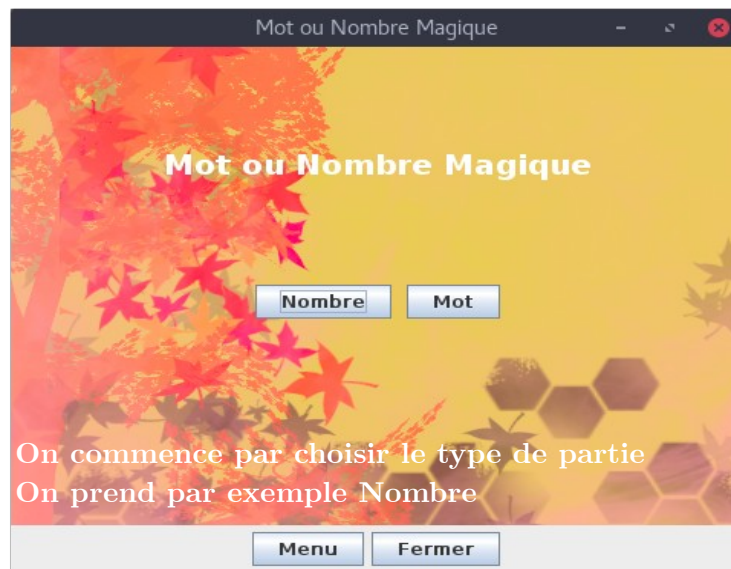 Mot ou Nombre Magique
Mot ou Nombre Magique
Nombre Mot
On commence par choisir le type de partie
On prend par exemple Nombre
Menu Fermer